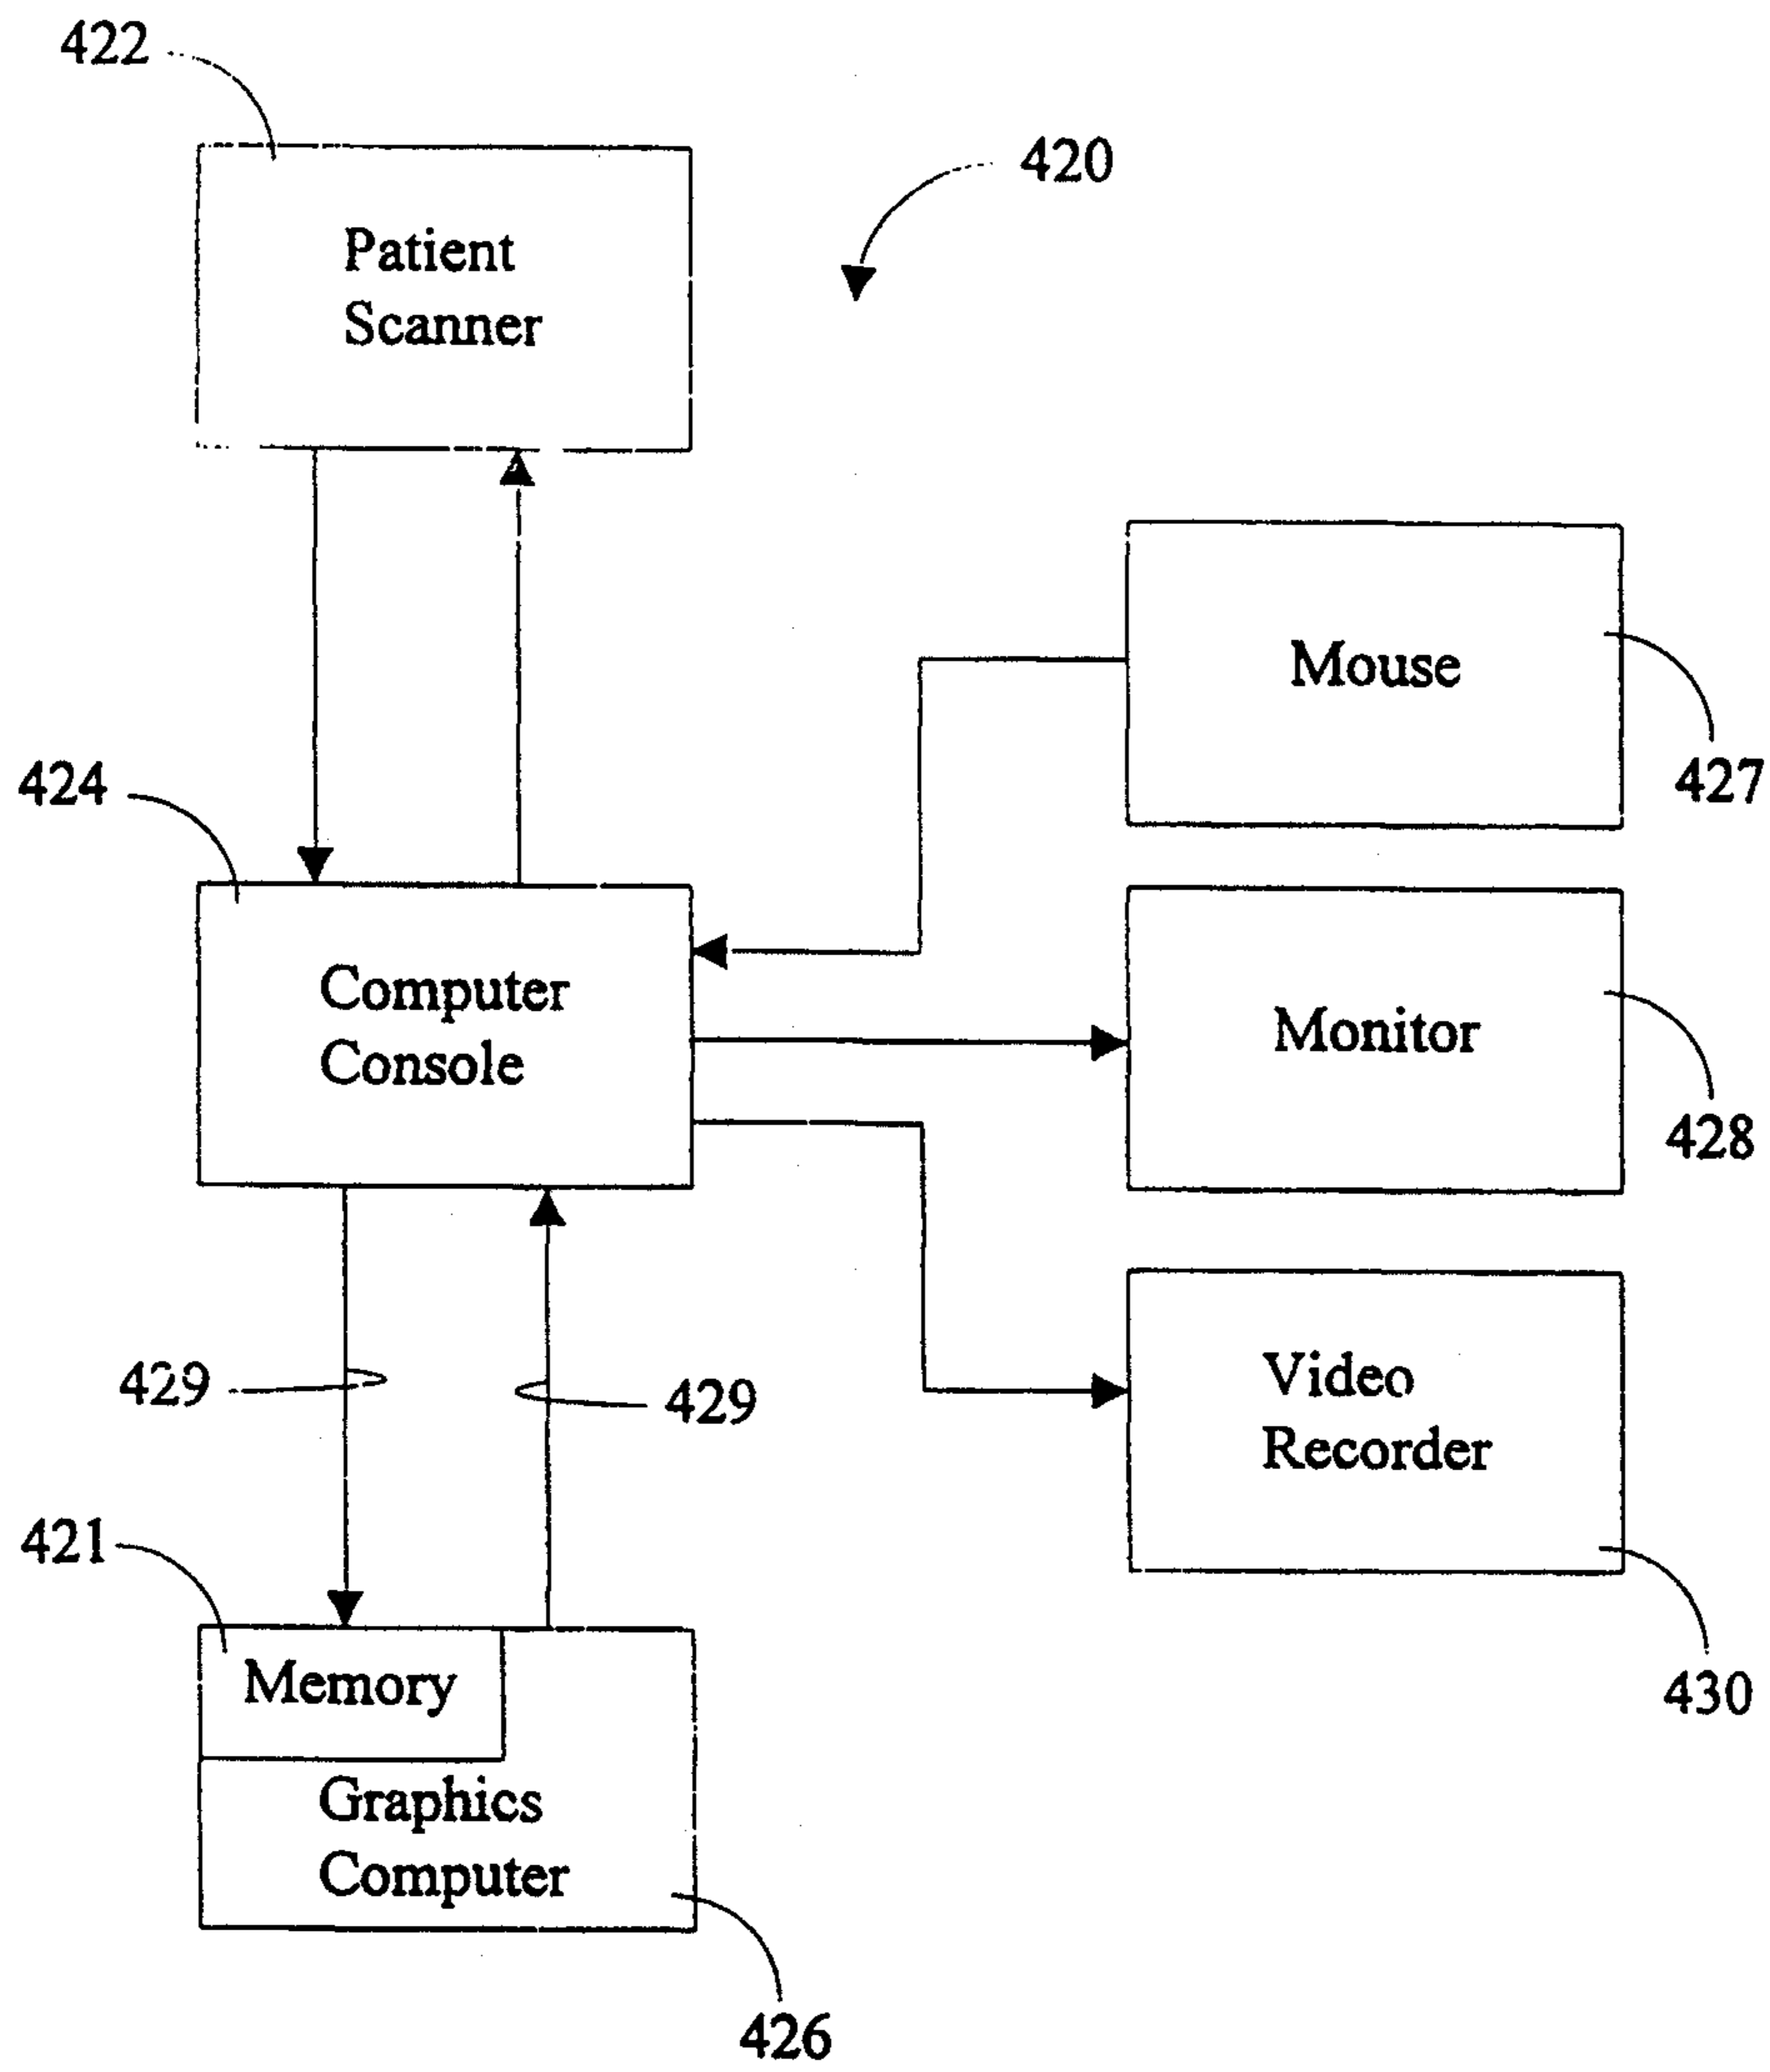 422
420
Patient
Scanner
Mouse
427
424
Computer
Console
Monitor
428
429
429
Video
Recorder
421
Memory
430
Graphics
Computer
426